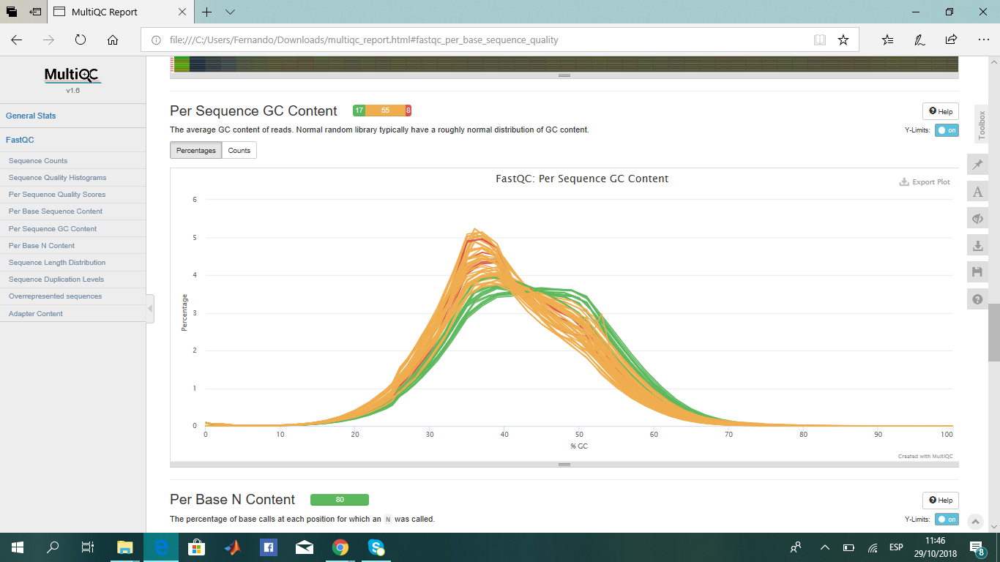 MultiQC Report
file:///C:/Users/Fernando/Downloads/multiqc_report.html#fastqc_per_base_sequence_quality
MultiQC
v1.6
General Stats
FastQC
Sequence Counts
Sequence Quality Histograms
Per Sequence Quality Scores
Per Base Sequence Content
Per Sequence GC Content
Per Base N Content
Sequence Length Distribution
Sequence Duplication Levels
Overrepresented sequences
Adapter Content
Toolbox
A
Per Sequence GC Content 17 55 8
Help
The average GC content of reads. Normal random library typically have a roughly normal distribution of GC content.
Y-Limits: on
Percentages Counts
FastQC: Per Sequence GC Content
Export Plot
6
5
4
3
2
1
0
Percentage
0 10 20 30 40 50 60 70 80 90 100
% GC
Created with MultiQC
Per Base N Content 80
Help
The percentage of base calls at each position for which an N was called.
Y-Limits: on
ESP
11:46
29/10/2018
8